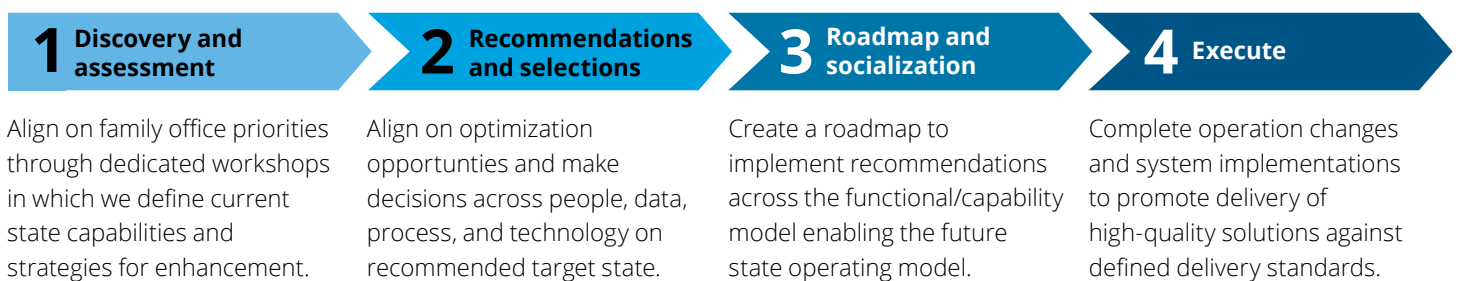 1 Discovery and
assessment
Align on family office priorities
through dedicated workshops
in which we define current
state capabilities and
strategies for enhancement.
2 Recommendations
and selections
Align on optimization
opportunties and make
decisions across people, data,
process, and technology on
recommended target state.
3 Roadmap and
socialization
Create a roadmap to
implement recommendations
across the functional/capability
model enabling the future
state operating model.
4 Execute
Complete operation changes
and system implementations
to promote delivery of
high-quality solutions against
defined delivery standards.